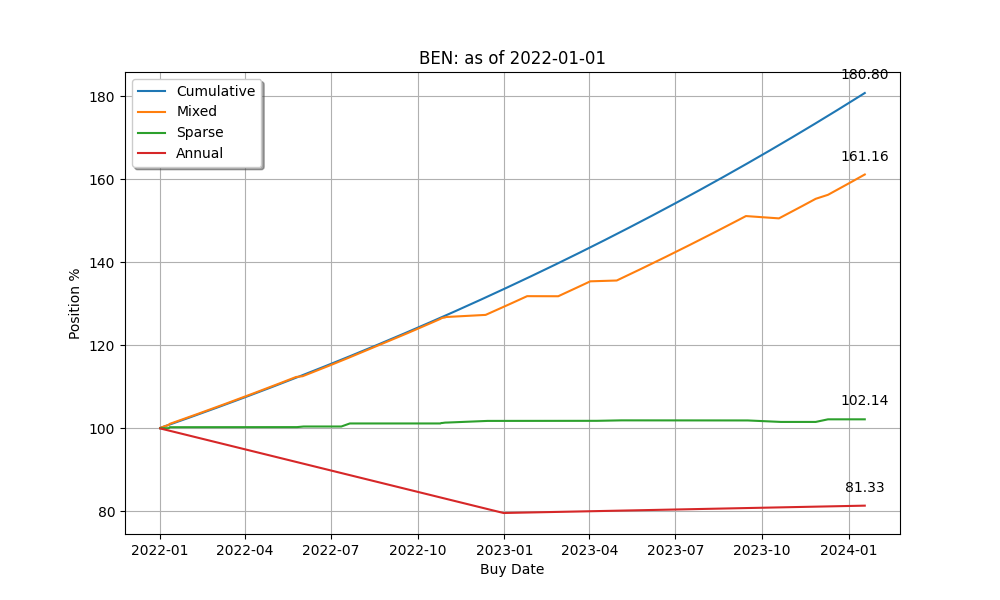 BEN: as of 2022-01-01
180.80
161.16
102.14
81.33
Cumulative
Mixed
Sparse
Annual
Position %
180
160
140
120
100
80
2022-01 2022-04 2022-07 2022-10 2023-01 2023-04 2023-07 2023-10 2024-01
Buy Date